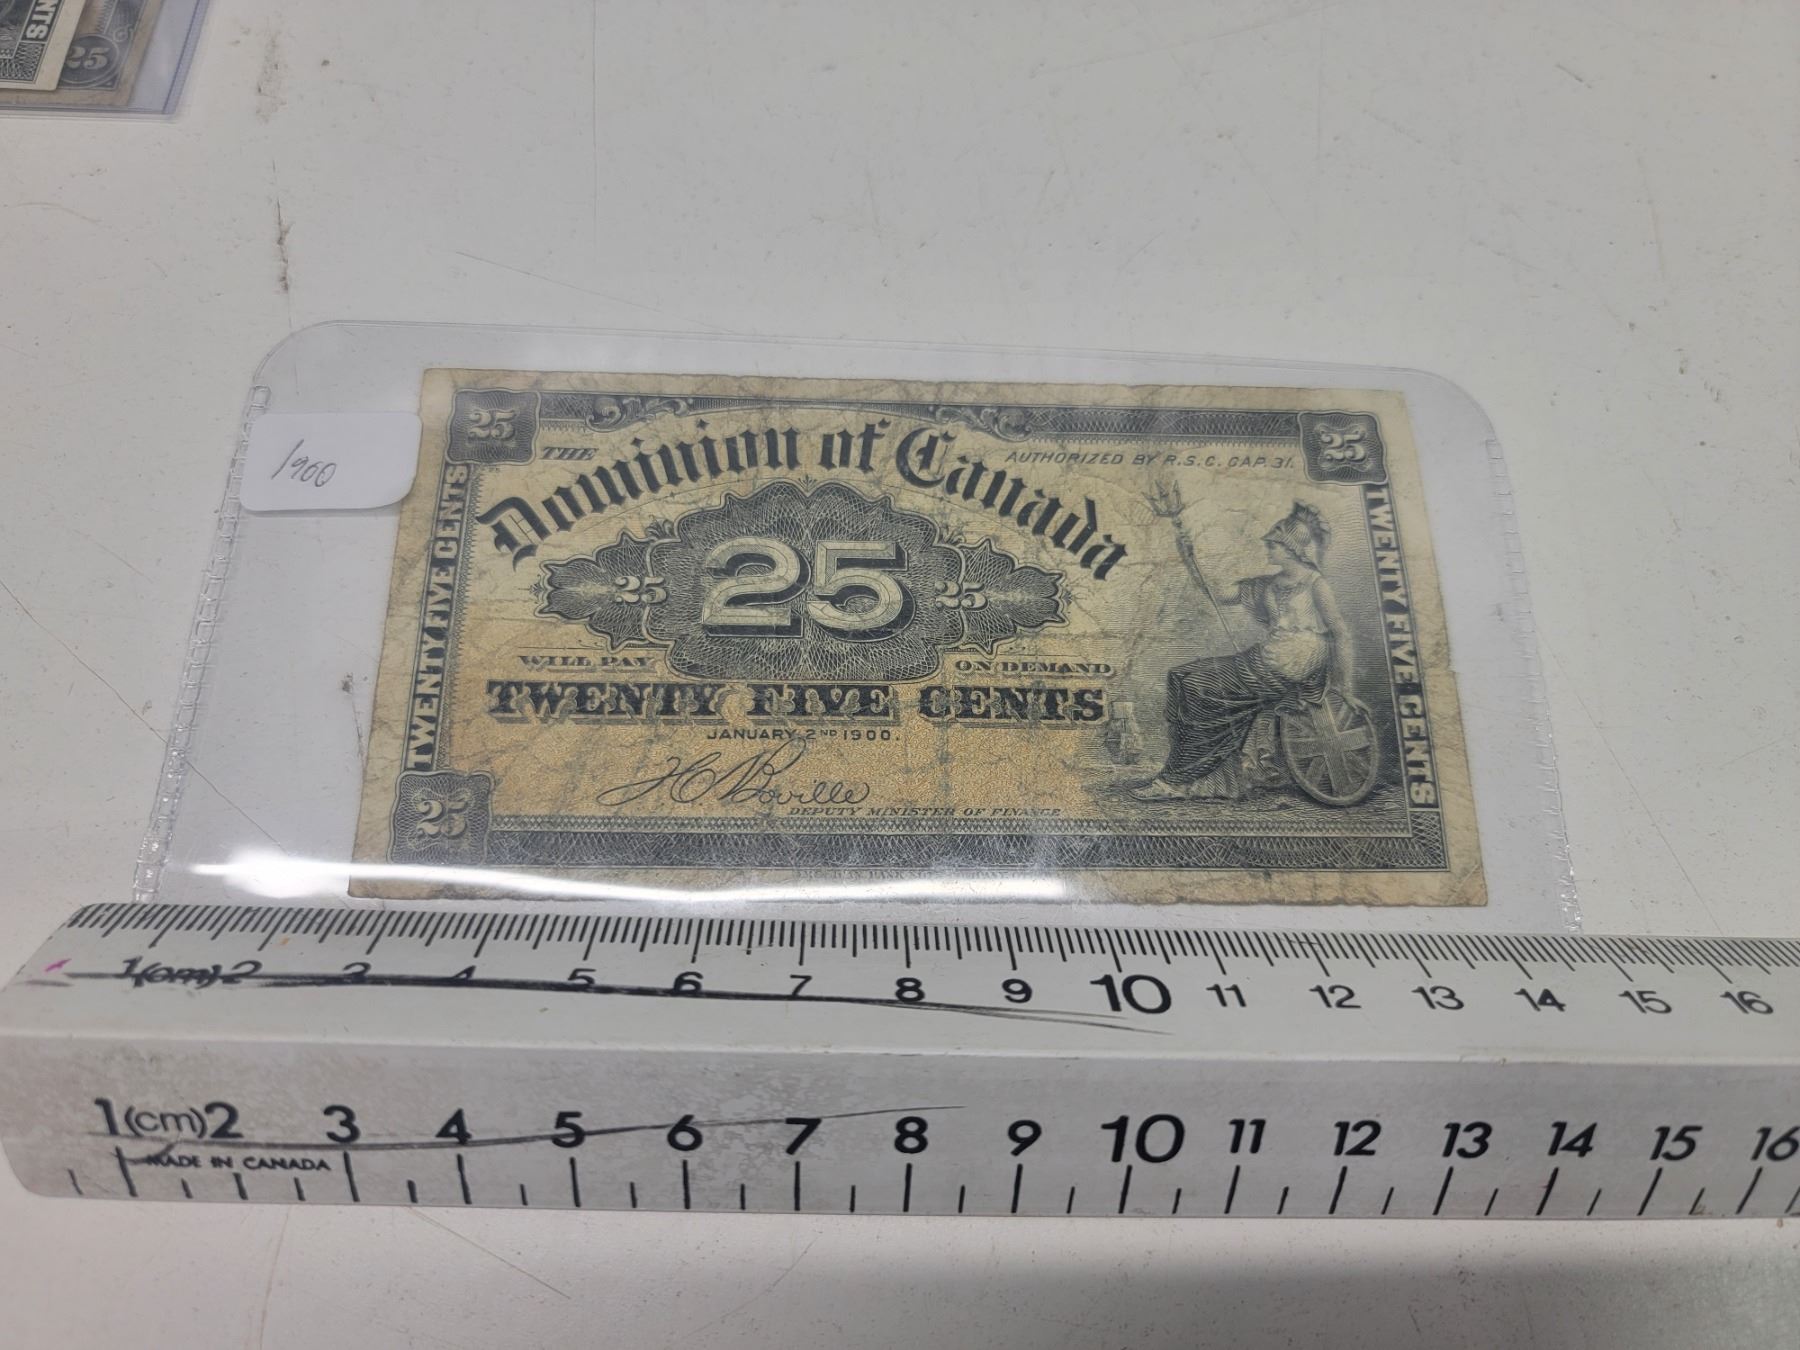 NTS
25
1900
25
25
THE
AUTHORIZED BY R.S.C. CAP. 31.
Dominion of Canada
TWENTY FIVE CENTS
25
25
25
TWENTY FIVE CENTS
WILL PAY
ON DEMAND
TWENTY FIVE CENTS
JANUARY 2ND 1900.
H C Boville
DEPUTY MINISTER OF FINANCE
25
1(cm) 2 3 4 5 6 7 8 9 10 11 12 13 14 15 16
1(cm) 2 3 4 5 6 7 8 9 10 11 12 13 14 15 16
MADE IN CANADA